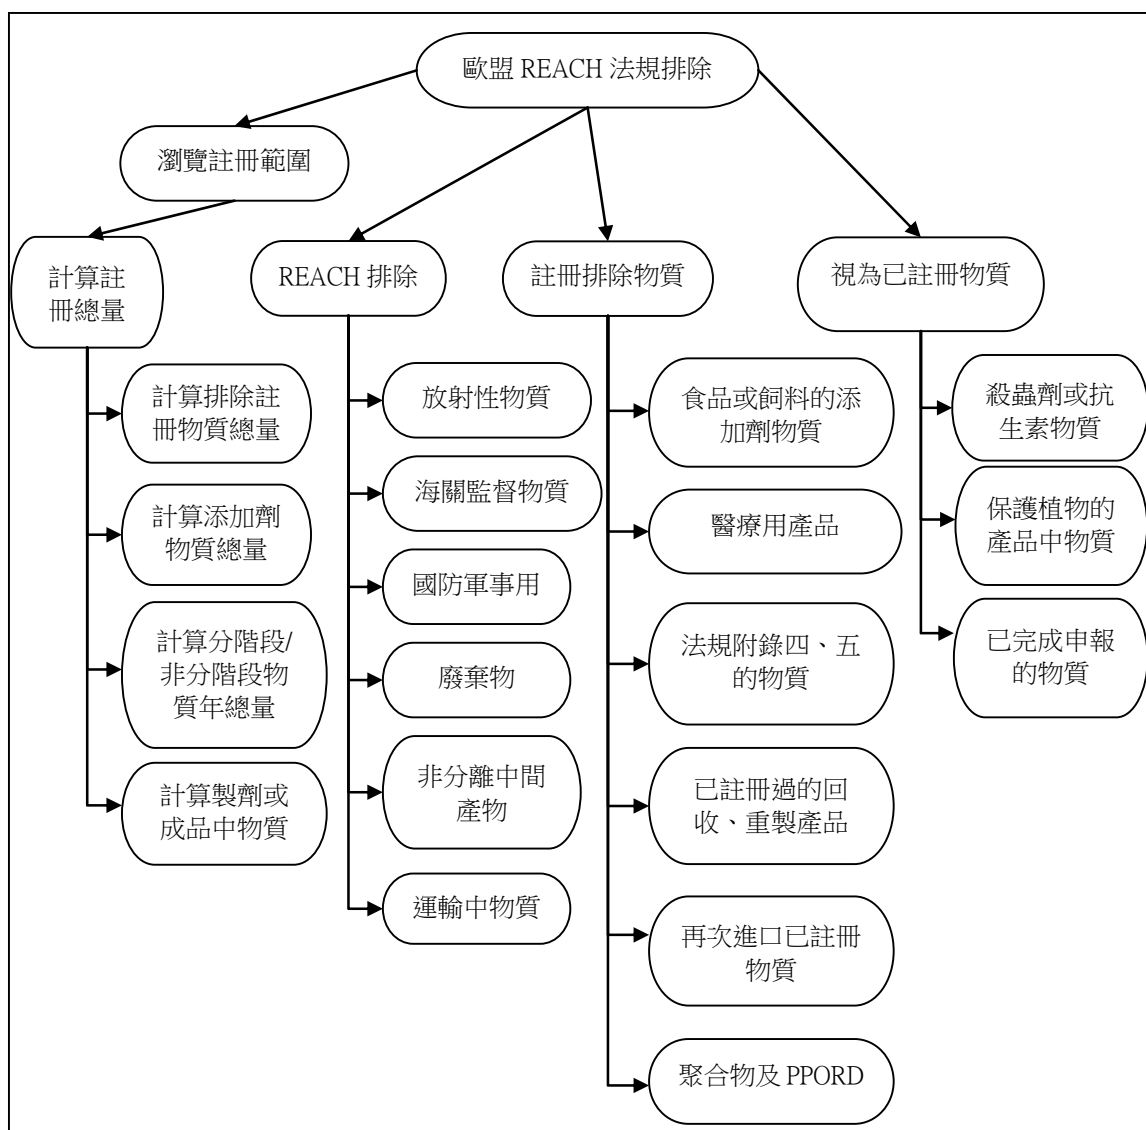 歐盟 REACH 法規排除
瀏覽註冊範圍
計算註
冊總量
REACH 排除
註冊排除物質
視為已註冊物質
計算排除註
冊物質總量
計算添加劑
物質總量
計算分階段/
非分階段物
質年總量
計算製劑或
成品中物質
放射性物質
海關監督物質
國防軍事用
廢棄物
非分離中間
產物
運輸中物質
食品或飼料的添
加劑物質
醫療用產品
法規附錄四、五
的物質
已註冊過的回
收、重製產品
再次進口已註冊
物質
聚合物及 PPORD
殺蟲劑或抗
生素物質
保護植物的
產品中物質
已完成申報
的物質